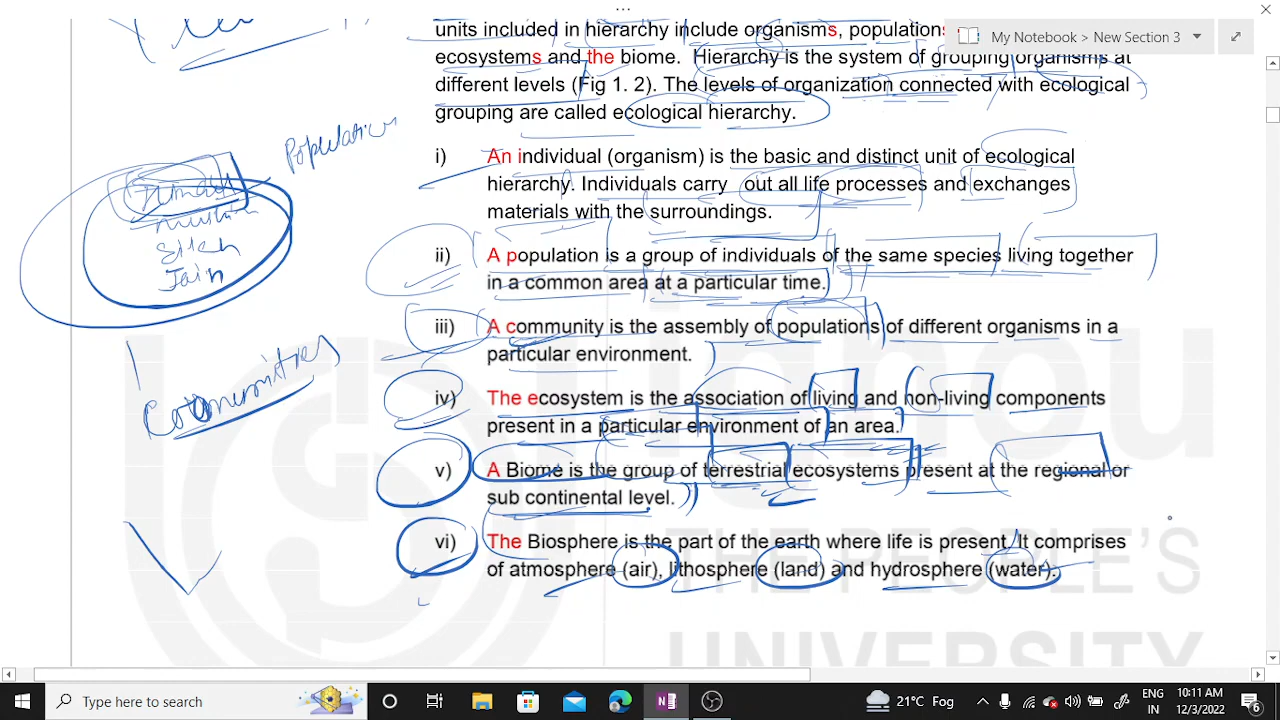 ...
My Notebook > New Section 3
units included in hierarchy include organisms, populations
ecosystems and the biome. Hierarchy is the system of grouping organisms at
different levels (Fig 1. 2). The levels of organization connected with ecological
grouping are called ecological hierarchy.
Population
i) An individual (organism) is the basic and distinct unit of ecological
hierarchy. Individuals carry out all life processes and exchanges
materials with the surroundings.
Sikh
Jain
ii) A population is a group of individuals of the same species living together
in a common area at a particular time.
iii) A community is the assembly of populations of different organisms in a
particular environment.
Communities
iv) The ecosystem is the association of living and non-living components
present in a particular environment of an area.
v) A Biome is the group of terrestrial ecosystems present at the regional or
sub continental level.
vi) The Biosphere is the part of the earth where life is present. It comprises
of atmosphere (air), lithosphere (land) and hydrosphere (water).
ignou
THE PEOPLE'S
UNIVERSITY
Type here to search
21°C Fog
ENG
IN
10:11 AM
12/3/2022
6